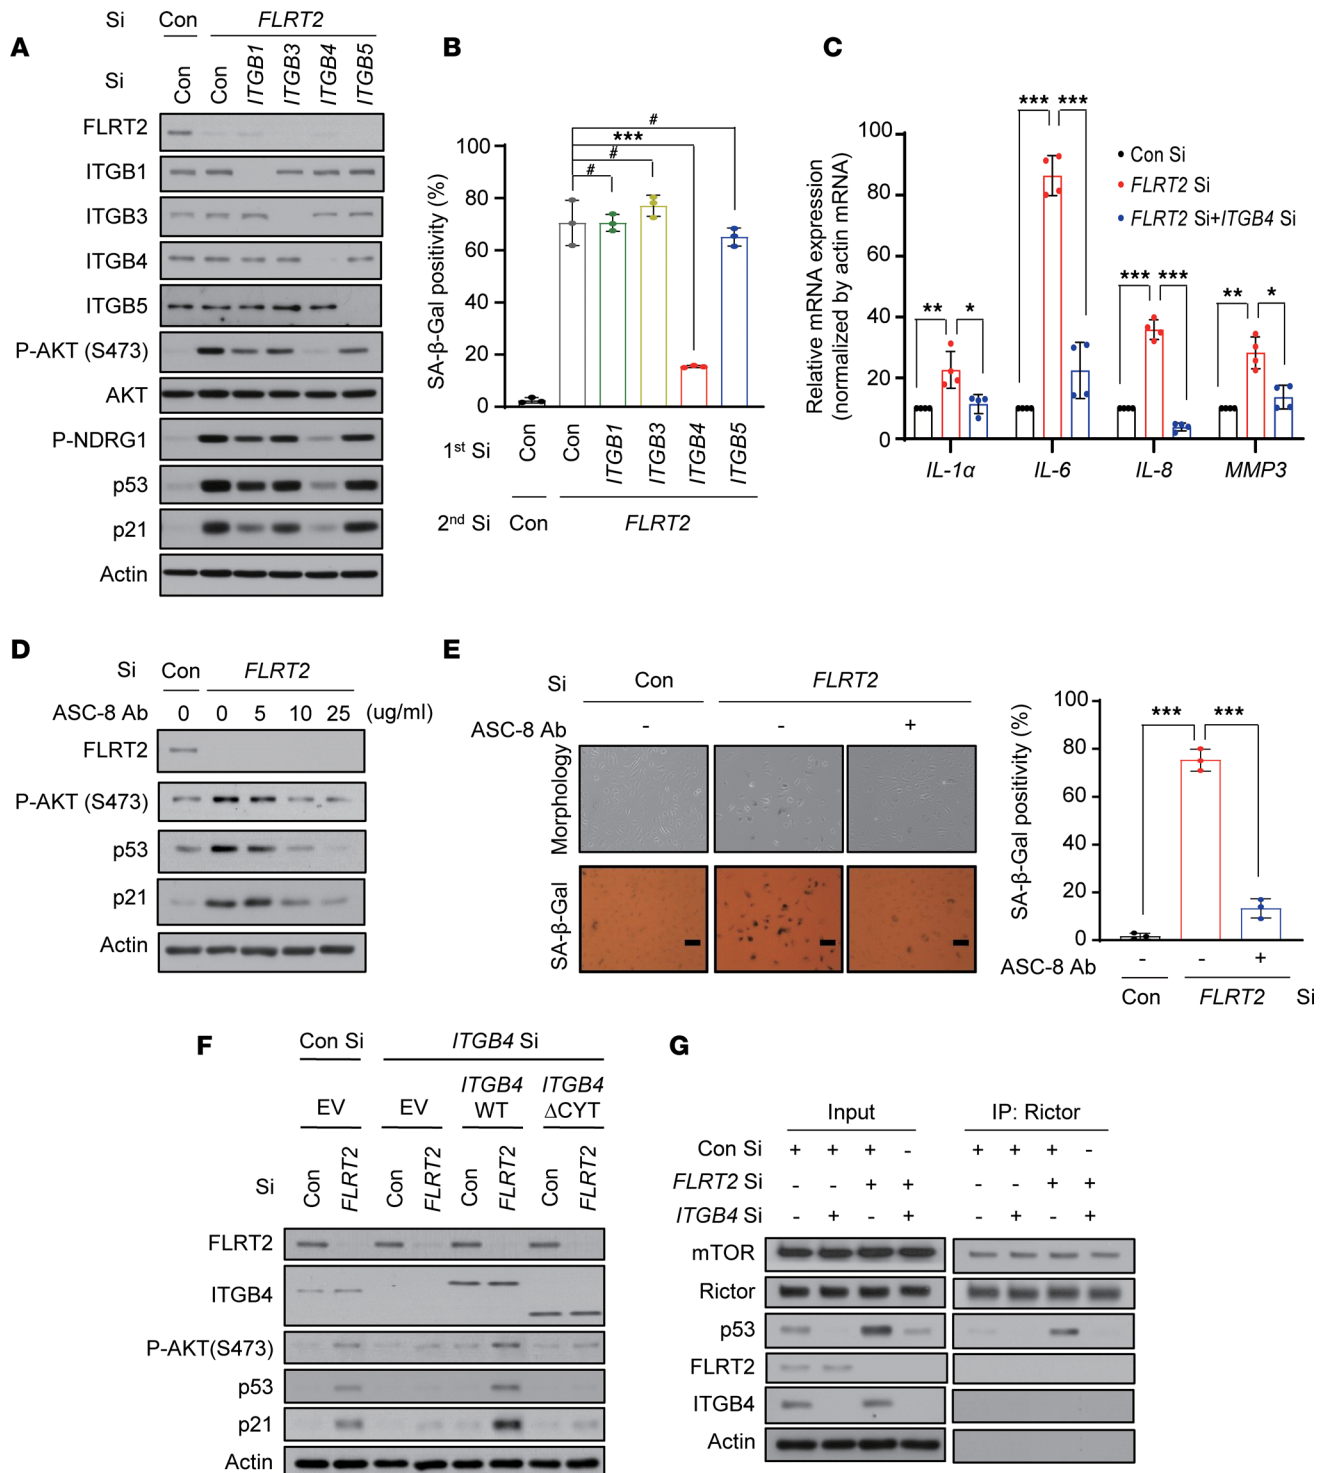 A
Si Con FLRT2
Si Con Con ITGB1 ITGB3 ITGB4 ITGB5
FLRT2
ITGB1
ITGB3
ITGB4
ITGB5
P-AKT (S473)
AKT
P-NDRG1
p53
p21
Actin
B
SA-β-Gal positivity (%)
100
80
60
40
20
0
#
***
#
#
1st Si Con Con ITGB1 ITGB3 ITGB4 ITGB5
2nd Si Con FLRT2
C
Relative mRNA expression
(normalized by actin mRNA)
100
80
60
40
20
0
*** ***
** *
*** ***
** *
Con Si
FLRT2 Si
FLRT2 Si+ITGB4 Si
IL-1α IL-6 IL-8 MMP3
D
Si Con FLRT2
ASC-8 Ab 0 0 5 10 25 (ug/ml)
FLRT2
P-AKT (S473)
p53
p21
Actin
E
Si Con FLRT2
ASC-8 Ab - - +
Morphology
SA-β-Gal
SA-β-Gal positivity (%)
100
80
60
40
20
0
*** ***
ASC-8 Ab - - +
Con FLRT2 Si
F
Con Si ITGB4 Si
EV EV ITGB4 WT ITGB4 ΔCYT
Si Con FLRT2 Con FLRT2 Con FLRT2 Con FLRT2
FLRT2
ITGB4
P-AKT(S473)
p53
p21
Actin
G
Input IP: Rictor
Con Si + + + - + + + -
FLRT2 Si - - + + - - + +
ITGB4 Si - + - + - + - +
mTOR
Rictor
p53
FLRT2
ITGB4
Actin